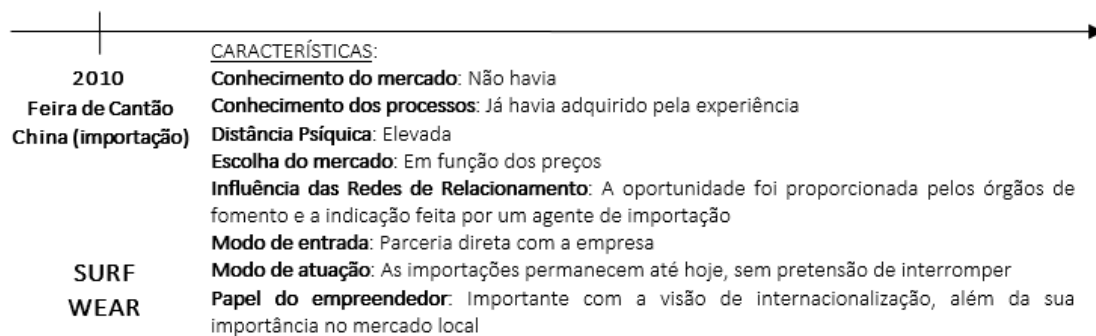 2010
Feira de Cantão
China (importação)
SURF
WEAR
CARACTERÍSTICAS:
Conhecimento do mercado: Não havia
Conhecimento dos processos: Já havia adquirido pela experiência
Distância Psíquica: Elevada
Escolha do mercado: Em função dos preços
Influência das Redes de Relacionamento: A oportunidade foi proporcionada pelos órgãos de
fomento e a indicação feita por um agente de importação
Modo de entrada: Parceria direta com a empresa
Modo de atuação: As importações permanecem até hoje, sem pretensão de interromper
Papel do empreendedor: Importante com a visão de internacionalização, além da sua
importância no mercado local